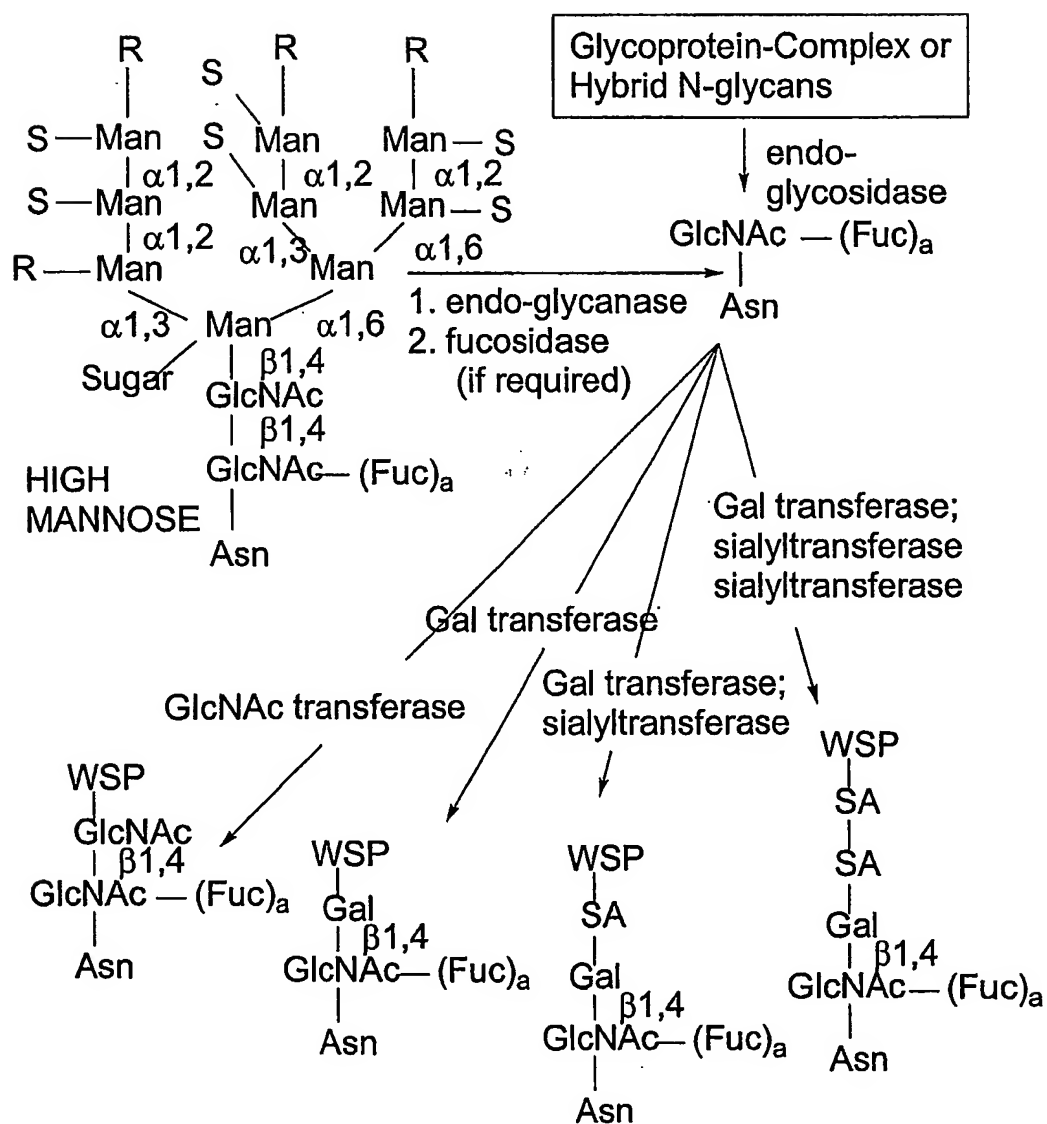 R
R
R
S
S
S — Man
Man
Man — S
α1,2
α1,2
α1,2
S — Man
Man
Man — S
α1,2
α1,3
α1,6
R — Man
Man
α1,3
Man
α1,6
Sugar
β1,4
GlcNAc
β1,4
GlcNAc — (Fuc)a
Asn
HIGH
MANNOSE
Glycoprotein-Complex or
Hybrid N-glycans
endo-
glycosidase
GlcNAc — (Fuc)a
Asn
1. endo-glycanase
2. fucosidase
(if required)
GlcNAc transferase
Gal transferase
Gal transferase;
sialyltransferase
Gal transferase;
sialyltransferase
sialyltransferase
WSP
GlcNAc
β1,4
GlcNAc — (Fuc)a
Asn
WSP
Gal
β1,4
GlcNAc — (Fuc)a
Asn
WSP
SA
Gal
β1,4
GlcNAc — (Fuc)a
Asn
WSP
SA
SA
Gal
β1,4
GlcNAc — (Fuc)a
Asn